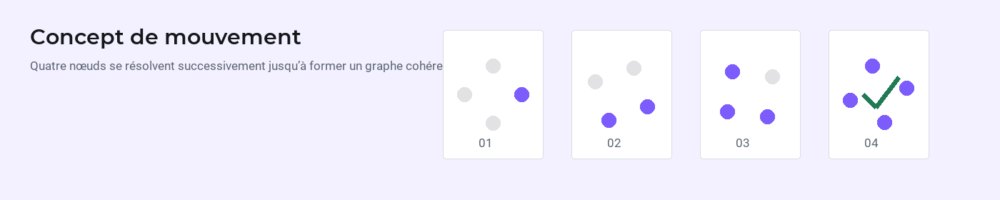 Concept de mouvement
Quatre nœuds se résolvent successivement jusqu’à former un graphe cohére
01
02
03
04